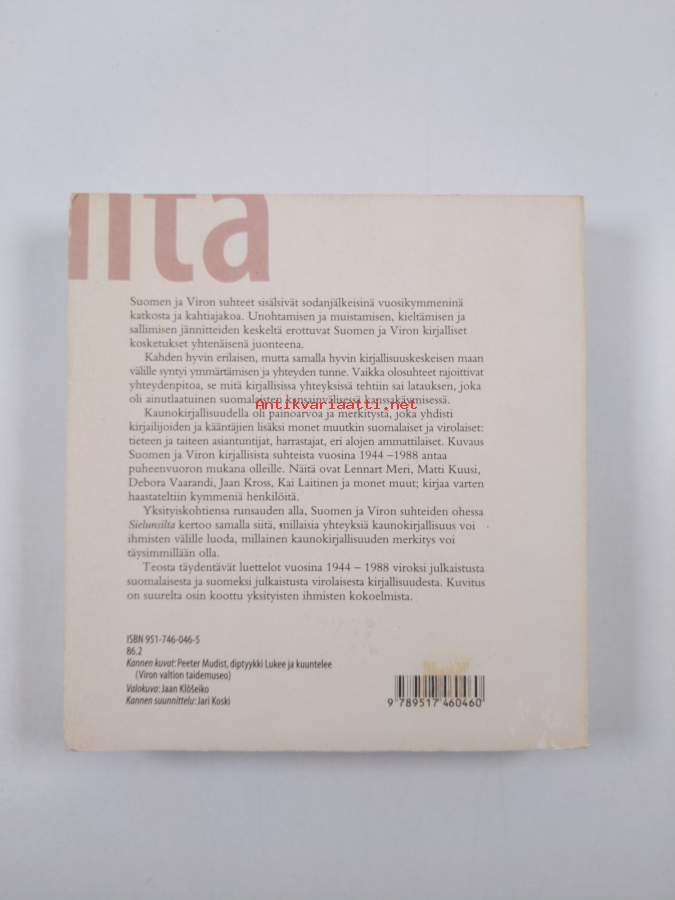 ilta
Suomen ja Viron suhteet sisälsivät sodanjälkeisinä vuosikymmeninä
katkosta ja kahtiajakoa. Unohtamisen ja muistamisen, kieltämisen ja
sallimisen jännitteiden keskeltä erottuvat Suomen ja Viron kirjalliset
kosketukset yhtenäisenä juonteena.
Kahden hyvin erilaisen, mutta samalla hyvin kirjallisuuskeskeisen maan
välille syntyi ymmärtämisen ja yhteyden tunne. Vaikka olosuhteet rajoittivat
yhteydenpitoa, se mitä kirjallisissa yhteyksissä tehtiin sai latauksen, joka
oli ainutlaatuinen suomalaisten kansainvälisessä kanssakäymisessä.
Antikvariaatti.net
Kaunokirjallisuudella oli painoarvoa ja merkitystä, joka yhdisti
kirjailijoiden ja kääntäjien lisäksi monet muutkin suomalaiset ja virolaiset:
tieteen ja taiteen asiantuntijat, harrastajat, eri alojen ammattilaiset. Kuvaus
Suomen ja Viron kirjallisista suhteista vuosina 1944 –1988 antaa
puheenvuoron mukana olleille. Näitä ovat Lennart Meri, Matti Kuusi,
Debora Vaarandi, Jaan Kross, Kai Laitinen ja monet muut; kirjaa varten
haastateltiin kymmeniä henkilöitä.
Yksityiskohtiensa runsauden alla, Suomen ja Viron suhteiden ohessa
Sielunsilta kertoo samalla siitä, millaisia yhteyksiä kaunokirjallisuus voi
ihmisten välille luoda, millainen kaunokirjallisuuden merkitys voi
täysimmillään olla.
Teosta täydentävät luettelot vuosina 1944 – 1988 viroksi julkaistusta
suomalaisesta ja suomeksi julkaistusta virolaisesta kirjallisuudesta. Kuvitus
on suurelta osin koottu yksityisten ihmisten kokoelmista.
ISBN 951-746-046-5
86.2
Kannen kuvat: Peeter Mudist, diptyykki Lukee ja kuuntelee
(Viron valtion taidemuseo)
Valokuva: Jaan Klõšeiko
Kannen suunnittelu: Jari Koski
9 789517 460460